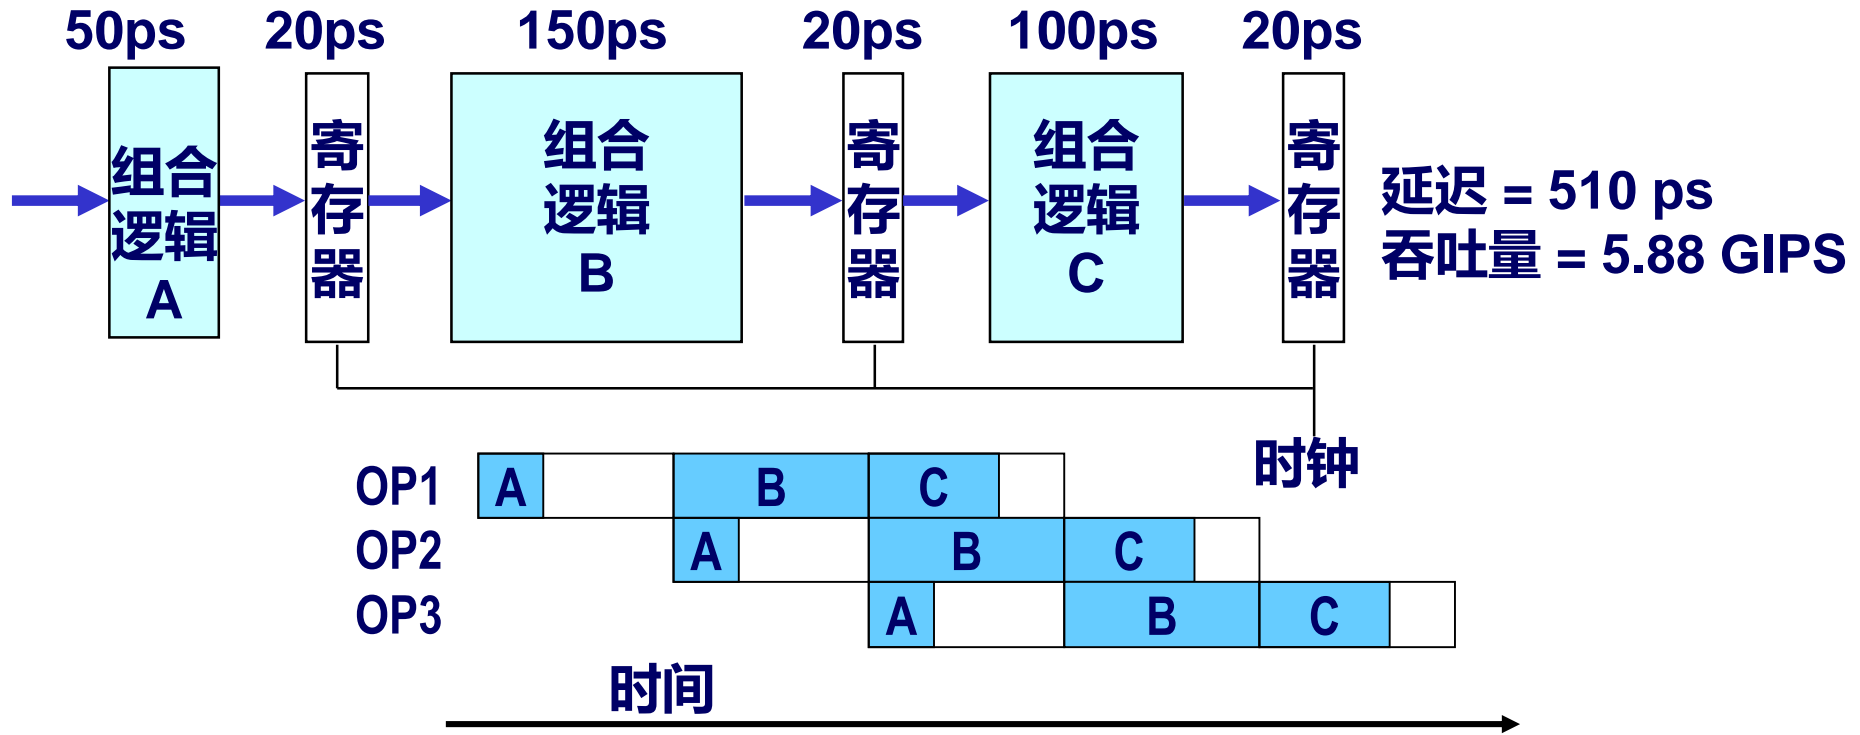 50ps 20ps 150ps 20ps 100ps 20ps
组合
逻辑
A
寄
存
器
组合
逻辑
B
寄
存
器
组合
逻辑
C
寄
存
器
延迟 = 510 ps
吞吐量 = 5.88 GIPS
时钟
OP1 A B C
OP2 A B C
OP3 A B C
时间